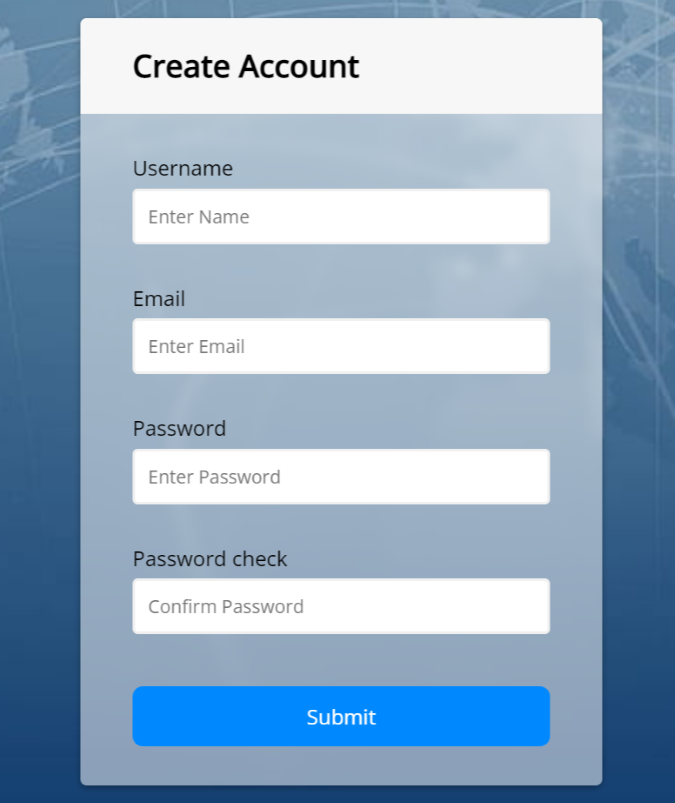 Create Account
Username
Enter Name
Email
Enter Email
Password
Enter Password
Password check
Confirm Password
Submit